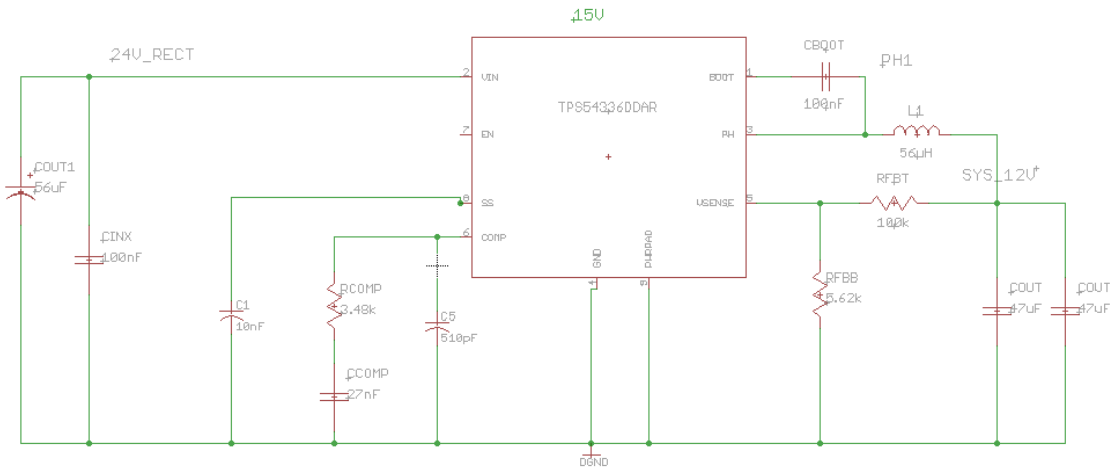 15V
24V_RECT
CBOOT
100nF
PH1
2
VIN
BOOT
1
TPS54336DDAR
7
EN
PH
3
L1
56µH
COUT1
56uF
RFBT
100k
SYS_12V
8
SS
VSENSE
5
6
COMP
CINX
100nF
GND
4
PWRPAD
9
RFBB
5.62k
RCOMP
3.48k
C1
10nF
C5
510pF
COUT
47uF
COUT
47uF
CCOMP
27nF
DGND